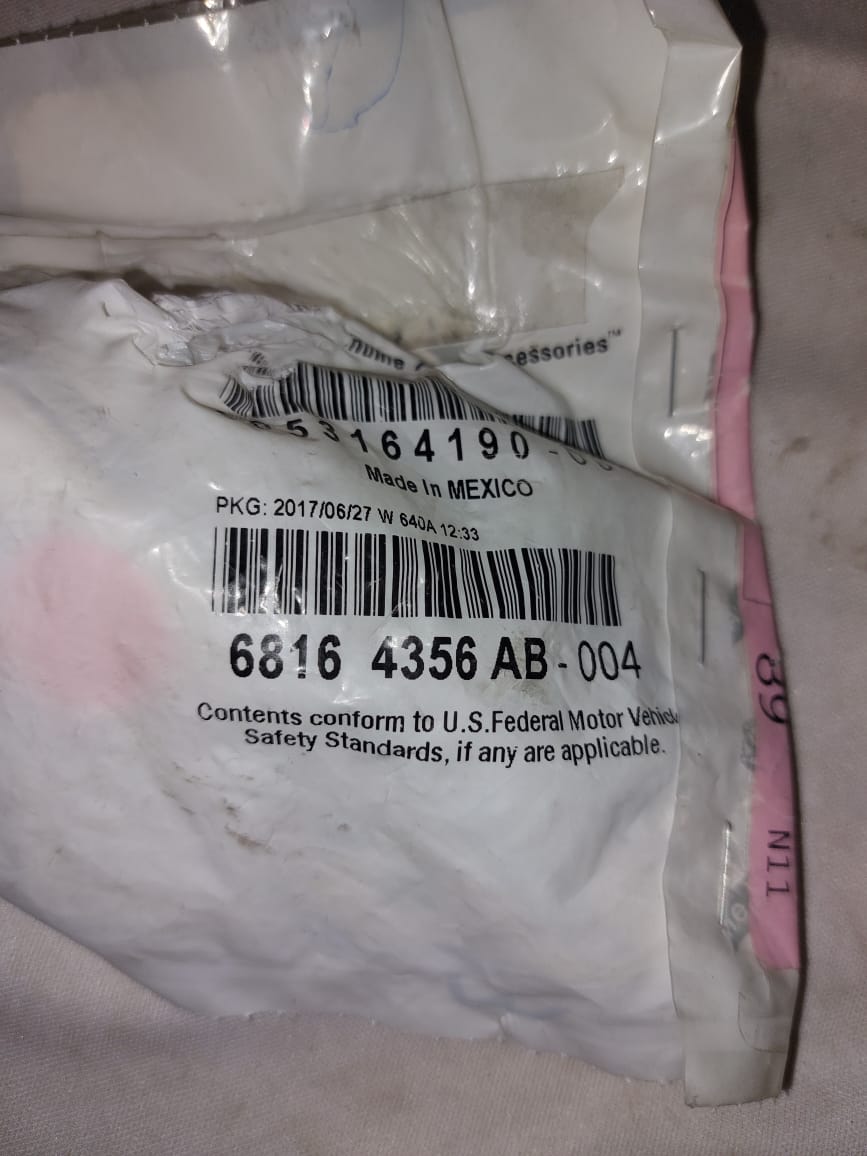 essories™
53164190
Made In MEXICO
PKG: 2017/06/27 W 640A 12:33
6816 4356 AB - 004
Contents conform to U.S.Federal Motor Vehicle
Safety Standards, if any are applicable.
39
N11